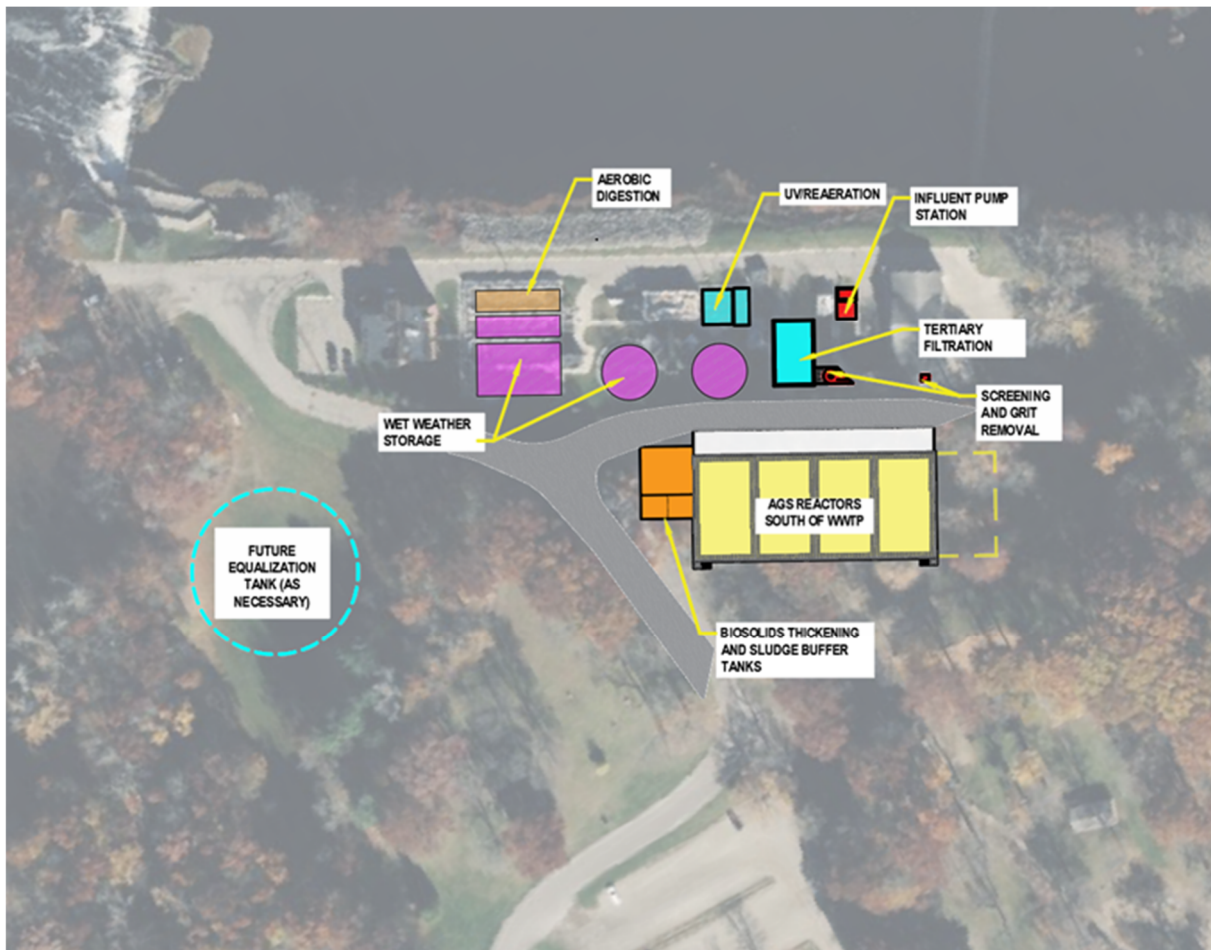 AEROBIC
DIGESTION
UV/REAERATION
INFLUENT PUMP
STATION
TERTIARY
FILTRATION
SCREENING
AND GRIT
REMOVAL
WET WEATHER
STORAGE
AGS REACTORS
SOUTH OF WWTP
FUTURE
EQUALIZATION
TANK (AS
NECESSARY)
BIOSOLIDS THICKENING
AND SLUDGE BUFFER
TANKS